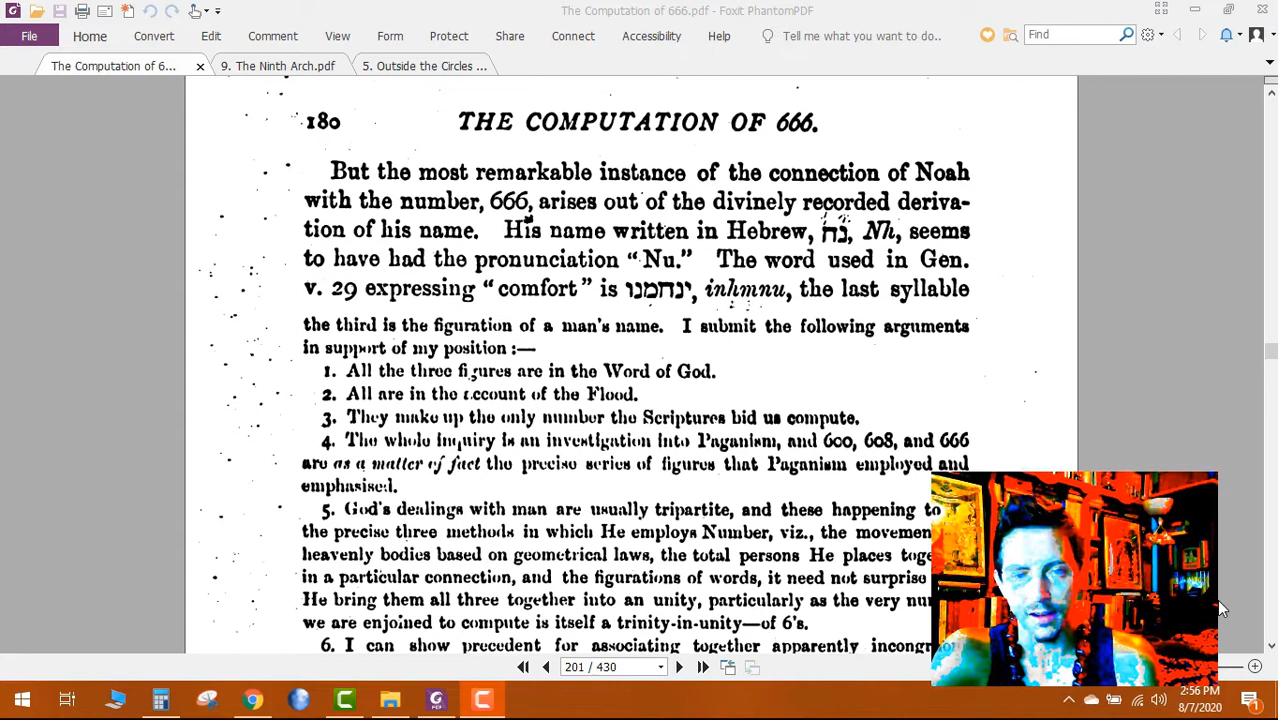 The Computation of 666.pdf - Foxit PhantomPDF
File Home Convert Edit Comment View Form Protect Share Connect Accessibility Help Tell me what you want to do.. Find
The Computation of 6... × 9. The Ninth Arch.pdf 5. Outside the Circles ...
180 THE COMPUTATION OF 666.
But the most remarkable instance of the connection of Noah
with the number, 666, arises out of the divinely recorded deriva-
tion of his name. His name written in Hebrew, נח, Nh, seems
to have had the pronunciation “Nu.” The word used in Gen.
v. 29 expressing “comfort” is ינחמנו, inhmnu, the last syllable
the third is the figuration of a man's name. I submit the following arguments
in support of my position :—
1. All the three figures are in the Word of God.
2. All are in the account of the Flood.
3. They make up the only number the Scriptures bid us compute.
4. The whole inquiry is an investigation into Paganism, and 600, 608, and 666
are as a matter of fact the precise series of figures that Paganism employed and
emphasised.
5. God's dealings with man are usually tripartite, and these happening to
the precise three methods in which He employs Number, viz., the
heavenly bodies based on geometrical laws, the total persons He places
in a particular connection, and the figurations of words, it need not surprise
He bring them all three together into an unity, particularly as the very
we are enjoined to compute is itself a trinity-in-unity—of 6's.
6. I can show precedent for associating together apparently
201 / 430
2:56 PM
8/7/2020